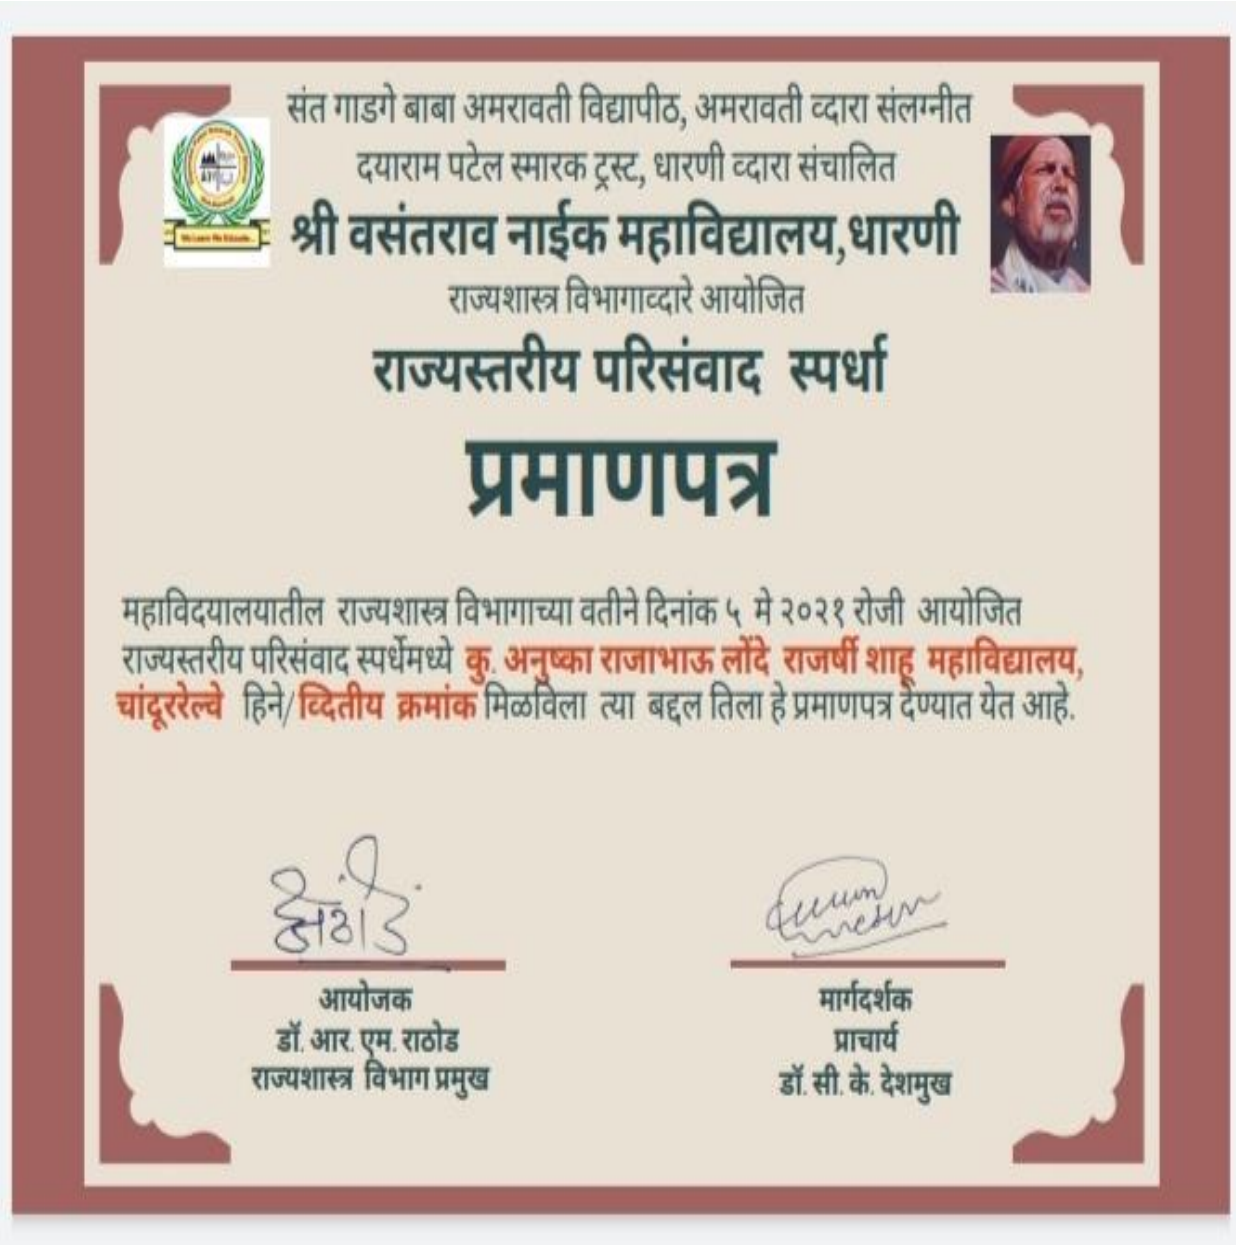 संत गाडगे बाबा अमरावती विद्यापीठ, अमरावती व्दारा संलग्नीत
दयाराम पटेल स्मारक ट्रस्ट, धारणी व्दारा संचालित
श्री वसंतराव नाईक महाविद्यालय,धारणी
राज्यशास्त्र विभागाव्दारे आयोजित
राज्यस्तरीय परिसंवाद स्पर्धा
प्रमाणपत्र
महाविदयालयातील राज्यशास्त्र विभागाच्या वतीने दिनांक ५ मे २०२१ रोजी आयोजित
राज्यस्तरीय परिसंवाद स्पर्धेमध्ये कु. अनुष्का राजाभाऊ लोंदे राजर्षी शाहू महाविद्यालय,
चांदूररेल्वे हिने/व्दितीय क्रमांक मिळविला त्या बद्दल तिला हे प्रमाणपत्र देण्यात येत आहे.
आयोजक
डॉ. आर. एम. राठोड
राज्यशास्त्र विभाग प्रमुख
मार्गदर्शक
प्राचार्य
डॉ. सी. के. देशमुख